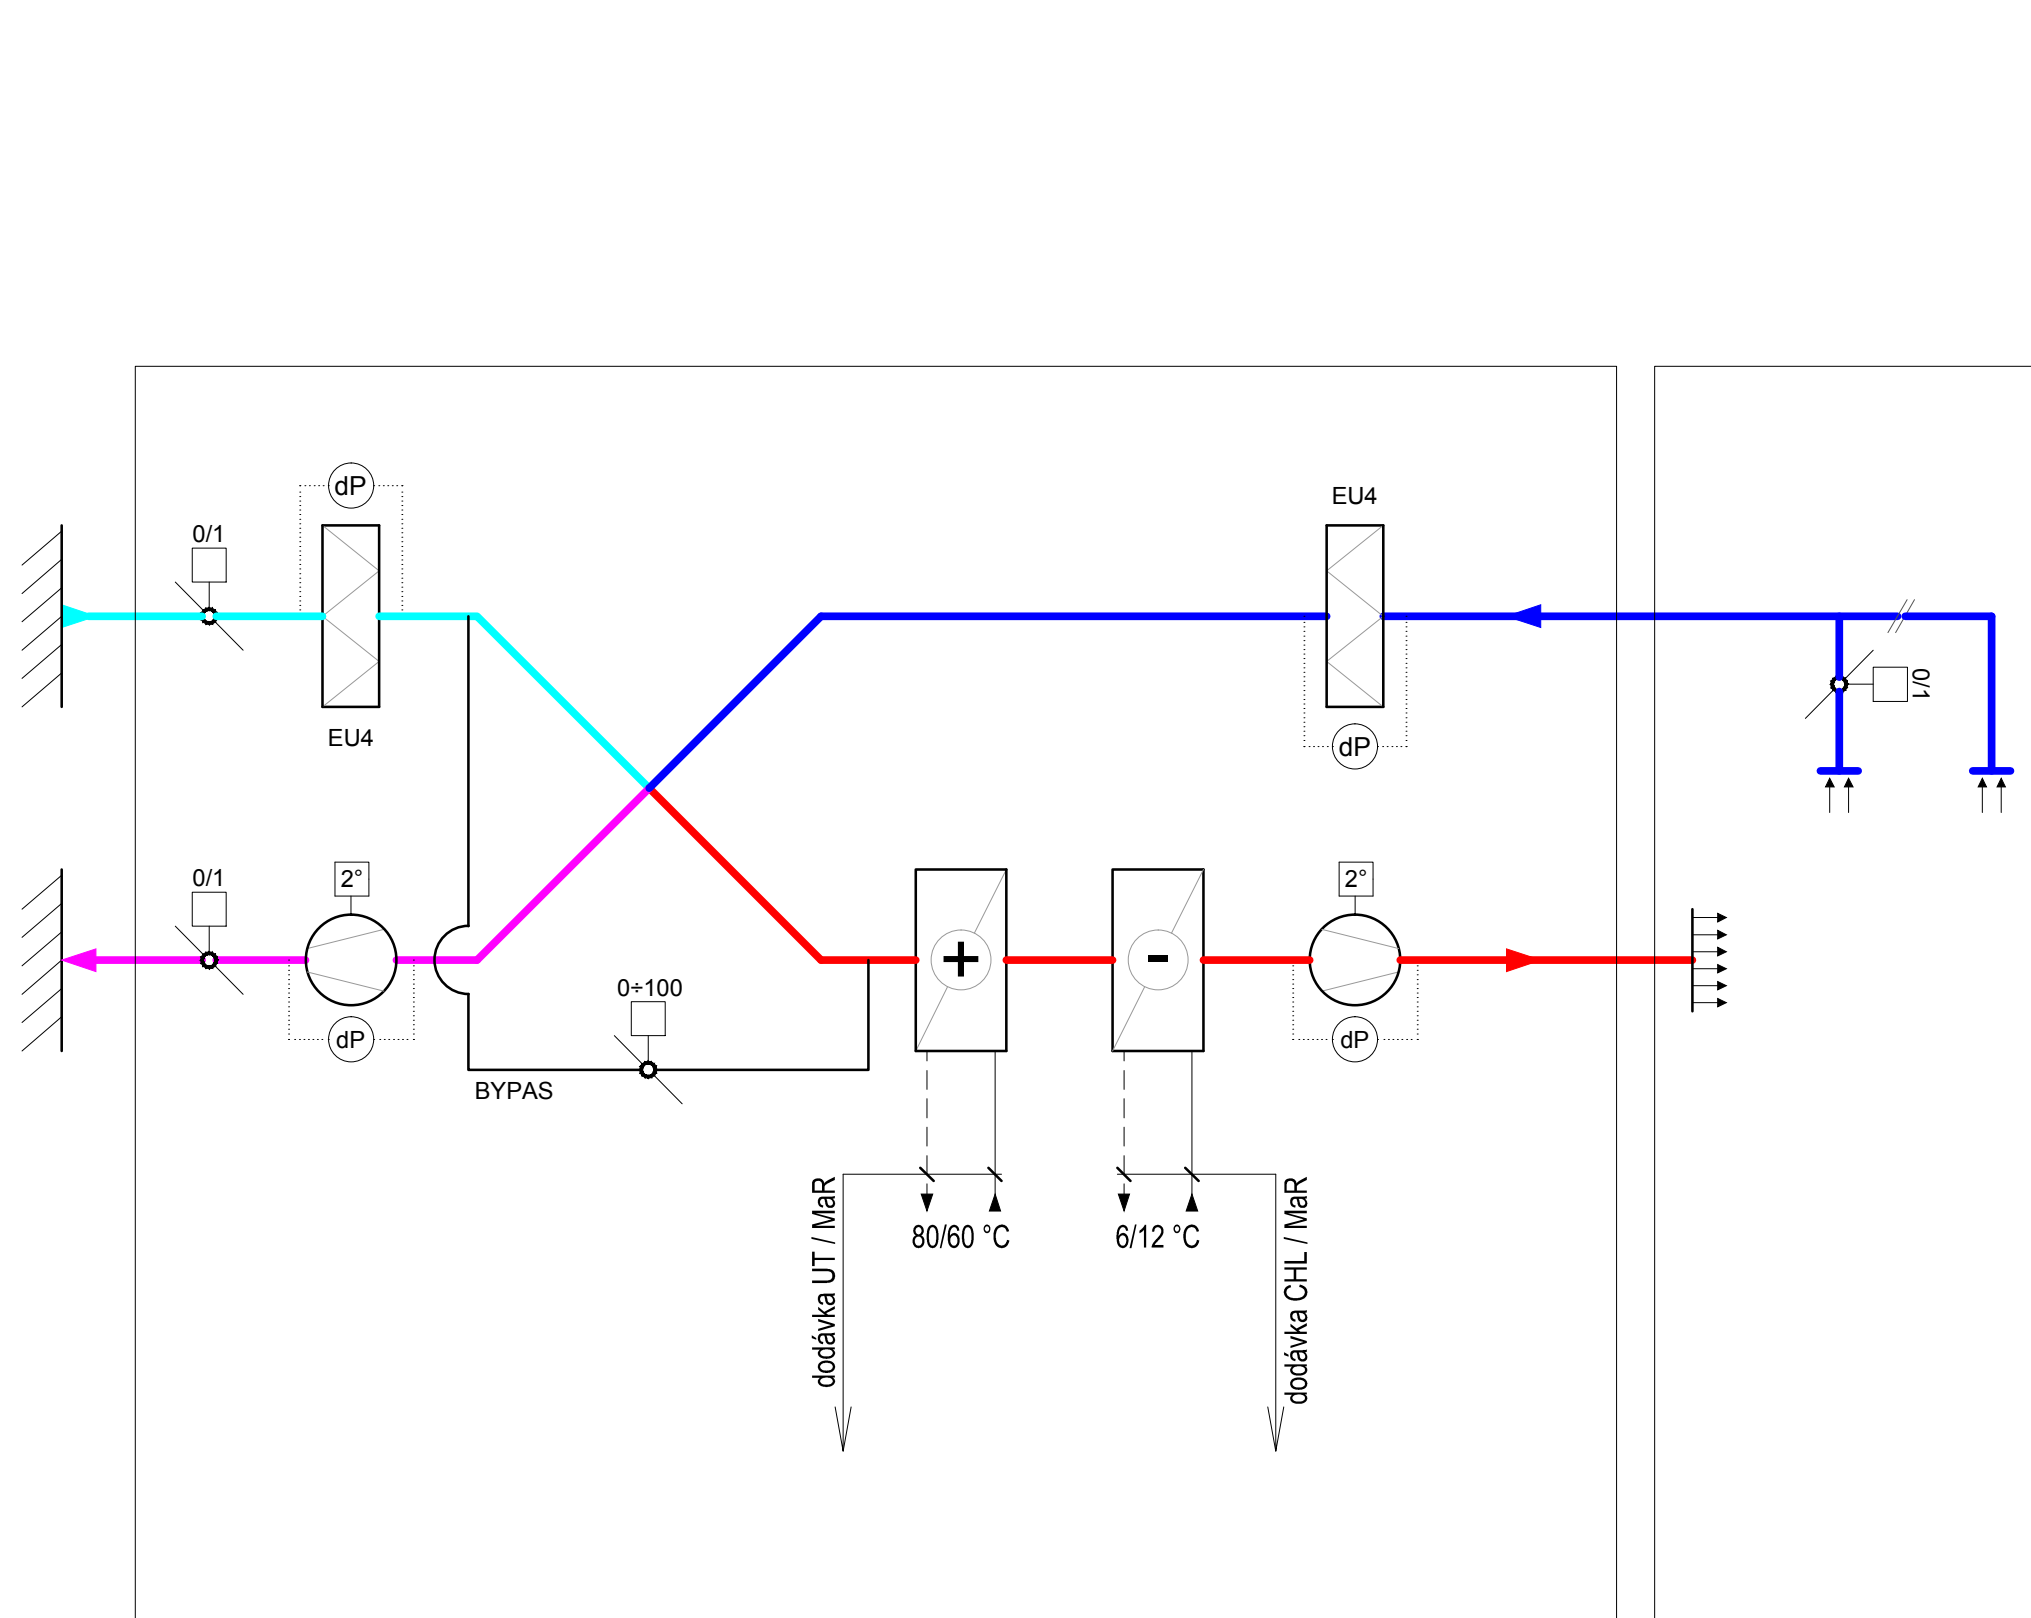 dP
EU4
0/1
0/1
EU4
dP
0/1
2°
2°
0÷100
+
-
dP
dP
BYPAS
80/60 °C
6/12 °C
dodávka UT / MaR
dodávka CHL / MaR